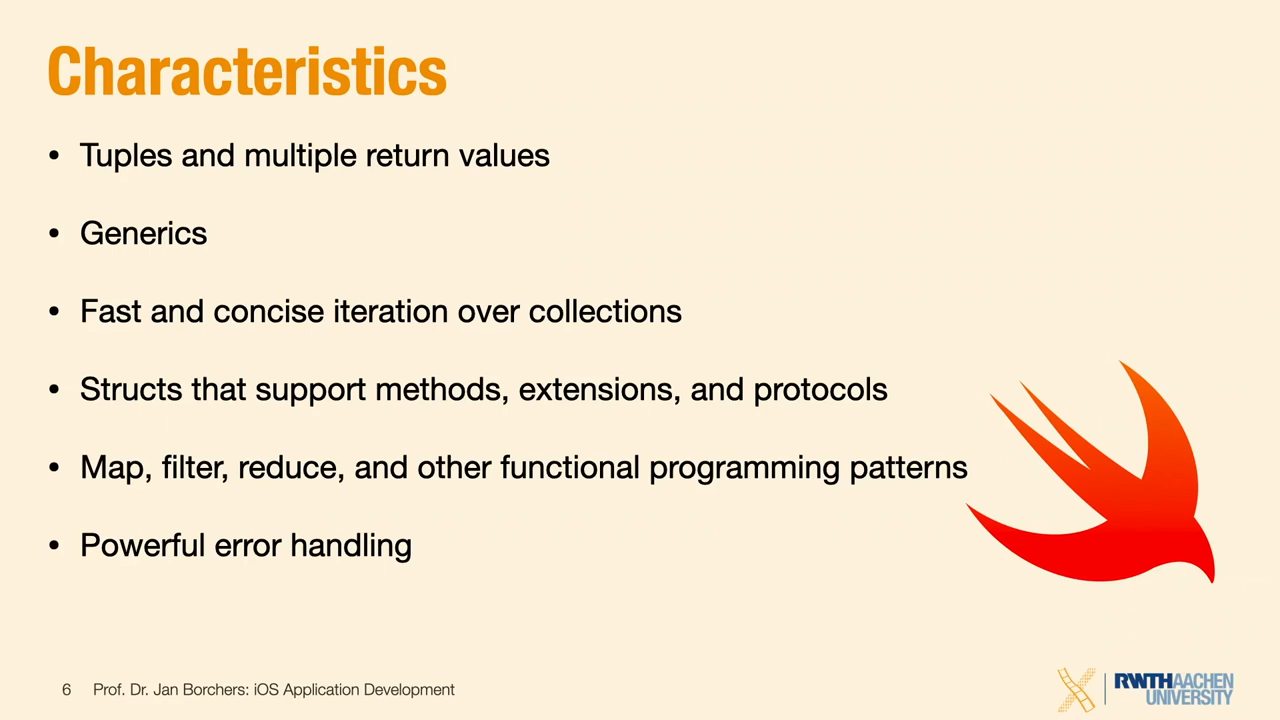 Characteristics
• Tuples and multiple return values
• Generics
• Fast and concise iteration over collections
• Structs that support methods, extensions, and protocols
• Map, filter, reduce, and other functional programming patterns
• Powerful error handling
6 Prof. Dr. Jan Borchers: iOS Application Development
RWTHAACHEN
UNIVERSITY